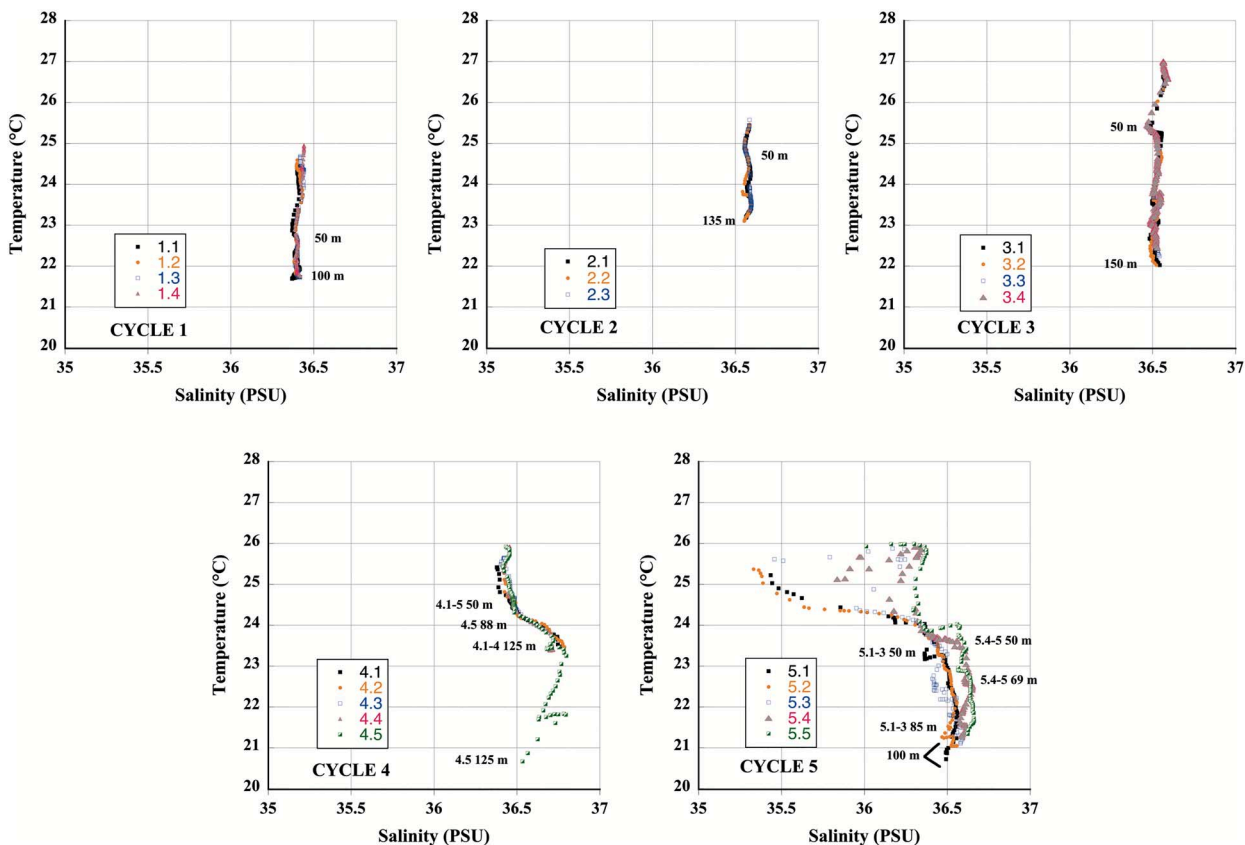 28
27
26
25
24
23
22
21
20
Temperature (°C)
50 m
100 m
1.1
1.2
1.3
1.4
CYCLE 1
35 35.5 36 36.5 37
Salinity (PSU)
28
27
26
25
24
23
22
21
20
Temperature (°C)
50 m
135 m
2.1
2.2
2.3
CYCLE 2
35 35.5 36 36.5 37
Salinity (PSU)
28
27
26
25
24
23
22
21
20
Temperature (°C)
50 m
150 m
3.1
3.2
3.3
3.4
CYCLE 3
35 35.5 36 36.5 37
Salinity (PSU)
28
27
26
25
24
23
22
21
20
Temperature (°C)
4.1-5 50 m
4.5 88 m
4.1-4 125 m
4.1
4.2
4.3
4.4
4.5
4.5 125 m
CYCLE 4
35 35.5 36 36.5 37
Salinity (PSU)
28
27
26
25
24
23
22
21
20
Temperature (°C)
5.4-5 50 m
5.1-3 50 m
5.4-5 69 m
5.1
5.2
5.3
5.4
5.5
5.1-3 85 m
100 m
CYCLE 5
35 35.5 36 36.5 37
Salinity (PSU)